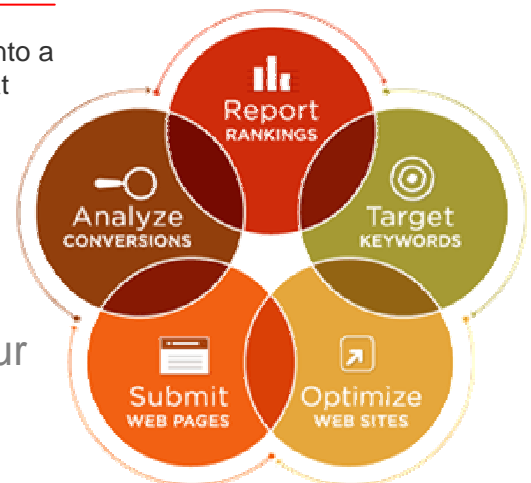 nto a
t
Report
RANKINGS
Analyze
CONVERSIONS
Target
KEYWORDS
ur
Submit
WEB PAGES
Optimize
WEB SITES